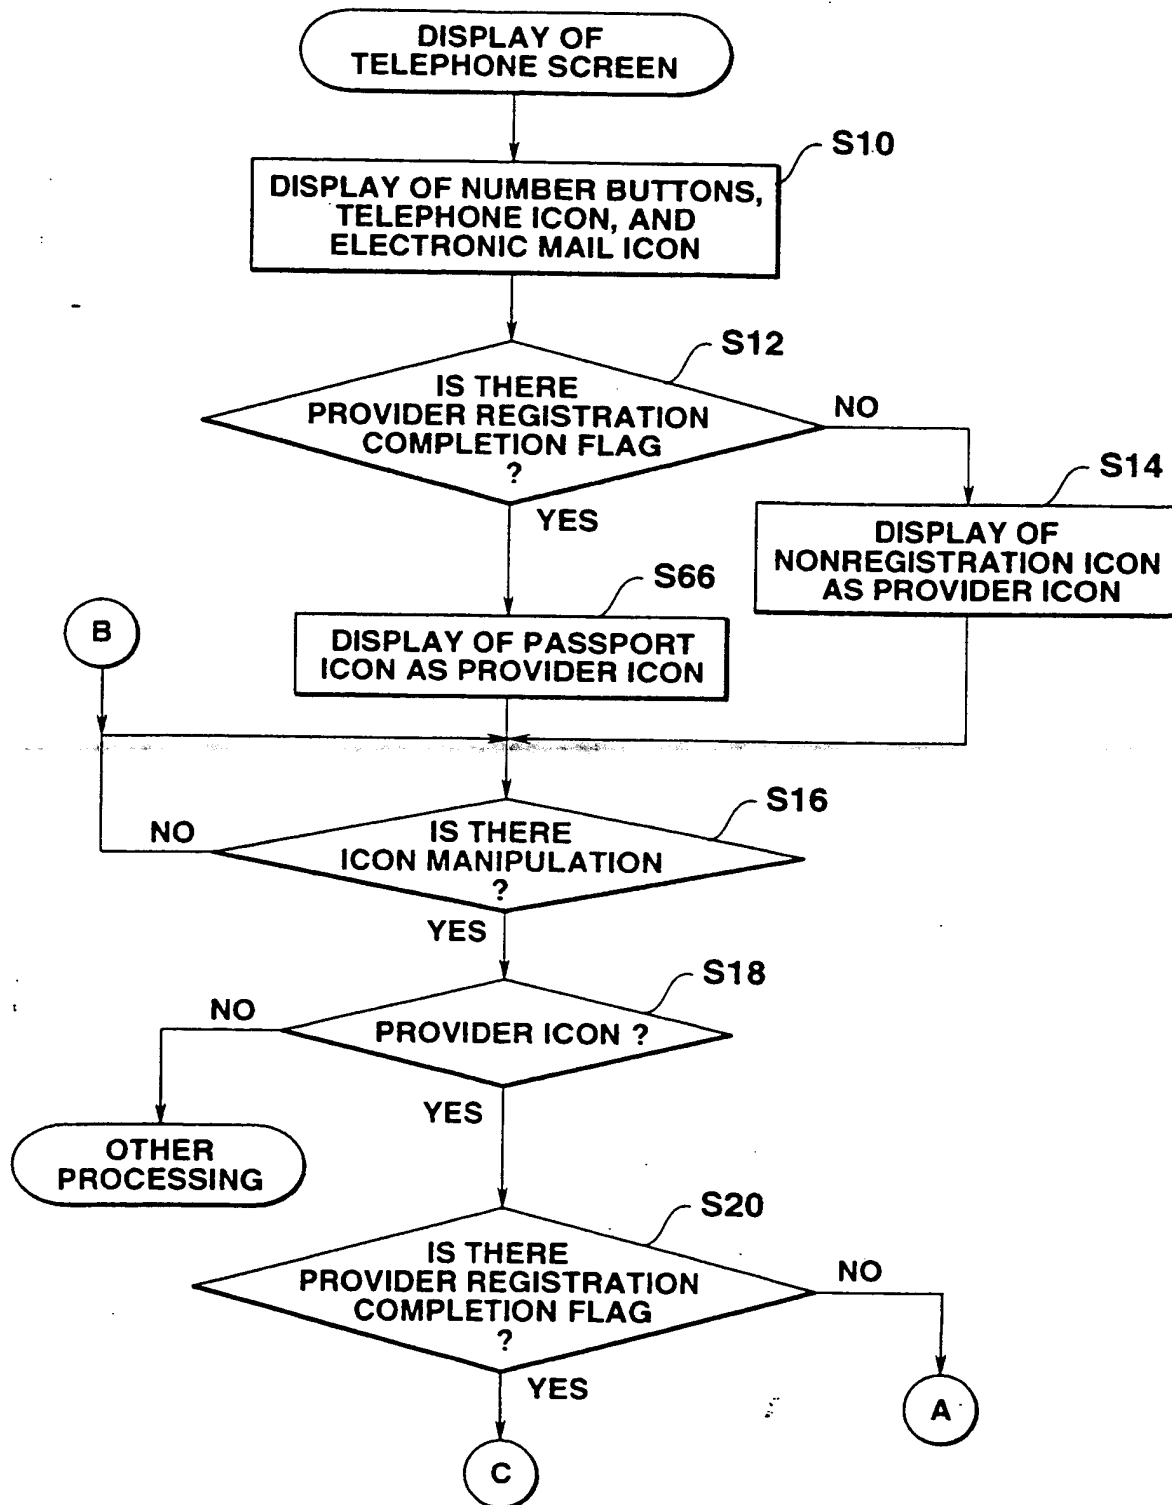 DISPLAY OF
TELEPHONE SCREEN
S10
DISPLAY OF NUMBER BUTTONS,
TELEPHONE ICON, AND
ELECTRONIC MAIL ICON
S12
IS THERE
PROVIDER REGISTRATION
COMPLETION FLAG
?
NO
YES
S14
DISPLAY OF
NONREGISTRATION ICON
AS PROVIDER ICON
S66
DISPLAY OF PASSPORT
ICON AS PROVIDER ICON
B
S16
IS THERE
ICON MANIPULATION
?
NO
YES
S18
PROVIDER ICON ?
NO
YES
OTHER
PROCESSING
S20
IS THERE
PROVIDER REGISTRATION
COMPLETION FLAG
?
NO
YES
A
C